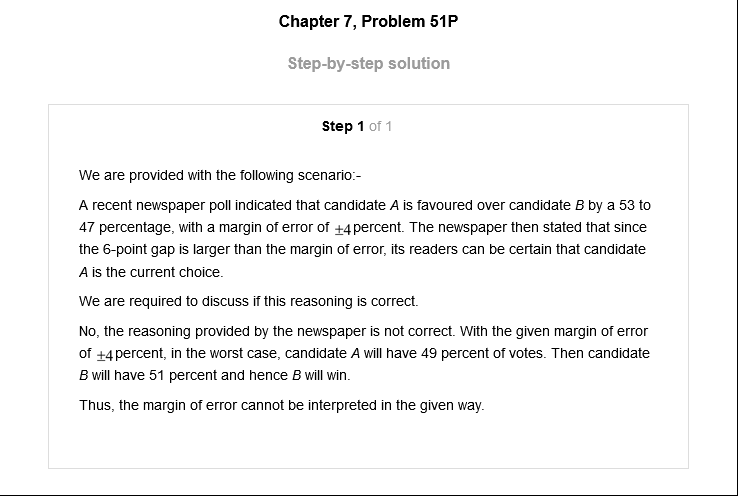 Chapter 7, Problem 51P
Step-by-step solution
Step 1 of 1
We are provided with the following scenario:-
A recent newspaper poll indicated that candidate A is favoured over candidate B by a 53 to
47 percentage, with a margin of error of ±4 percent. The newspaper then stated that since
the 6-point gap is larger than the margin of error, its readers can be certain that candidate
A is the current choice.
We are required to discuss if this reasoning is correct.
No, the reasoning provided by the newspaper is not correct. With the given margin of error
of ±4 percent, in the worst case, candidate A will have 49 percent of votes. Then candidate
B will have 51 percent and hence B will win.
Thus, the margin of error cannot be interpreted in the given way.